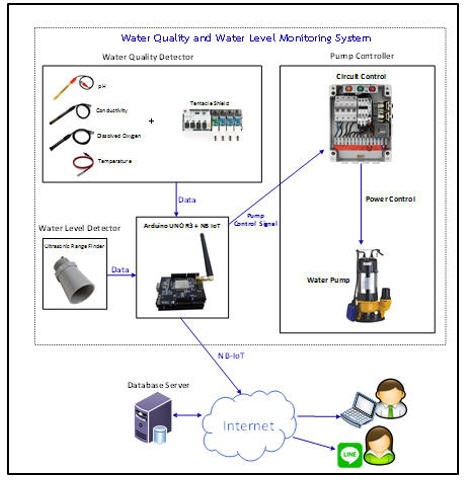 Water Quality and Water Level Monitoring System
Water Quality Detector
Pump Controller
Circuit Control
pH
Conductivity
+
Tentacle Shield
Dissolved Oxygen
Temperature
Data
Power Control
Water Level Detector
Arduino UNO R3 + NB IoT
Pump
Control Signal
Ultrasonic Range Finder
Data
Water Pump
NB-IoT
Database Server
Internet
LINE